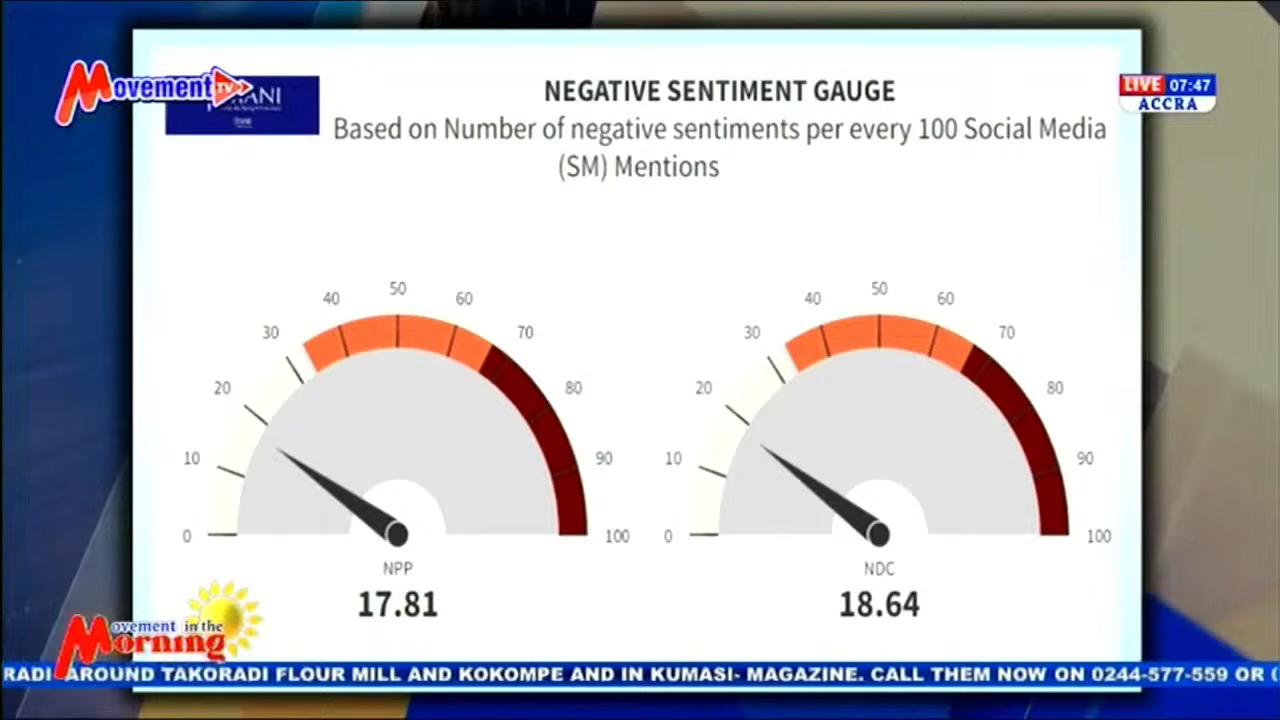 Movement TV
ANI
LIVE 07:47
ACCRA
NEGATIVE SENTIMENT GAUGE
Based on Number of negative sentiments per every 100 Social Media
(SM) Mentions
0
10
20
30
40
50
60
70
80
90
100
NPP
17.81
0
10
20
30
40
50
60
70
80
90
100
NDC
18.64
Movement in the
Morning
RADI AROUND TAKORADI FLOUR MILL AND KOKOMPE AND IN KUMASI- MAGAZINE. CALL THEM NOW ON 0244-577-559 OR